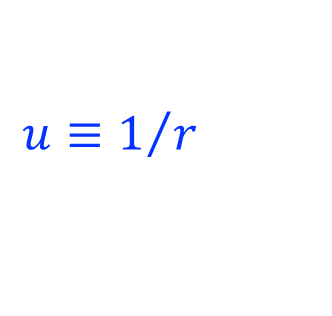 u ≡ 1/r